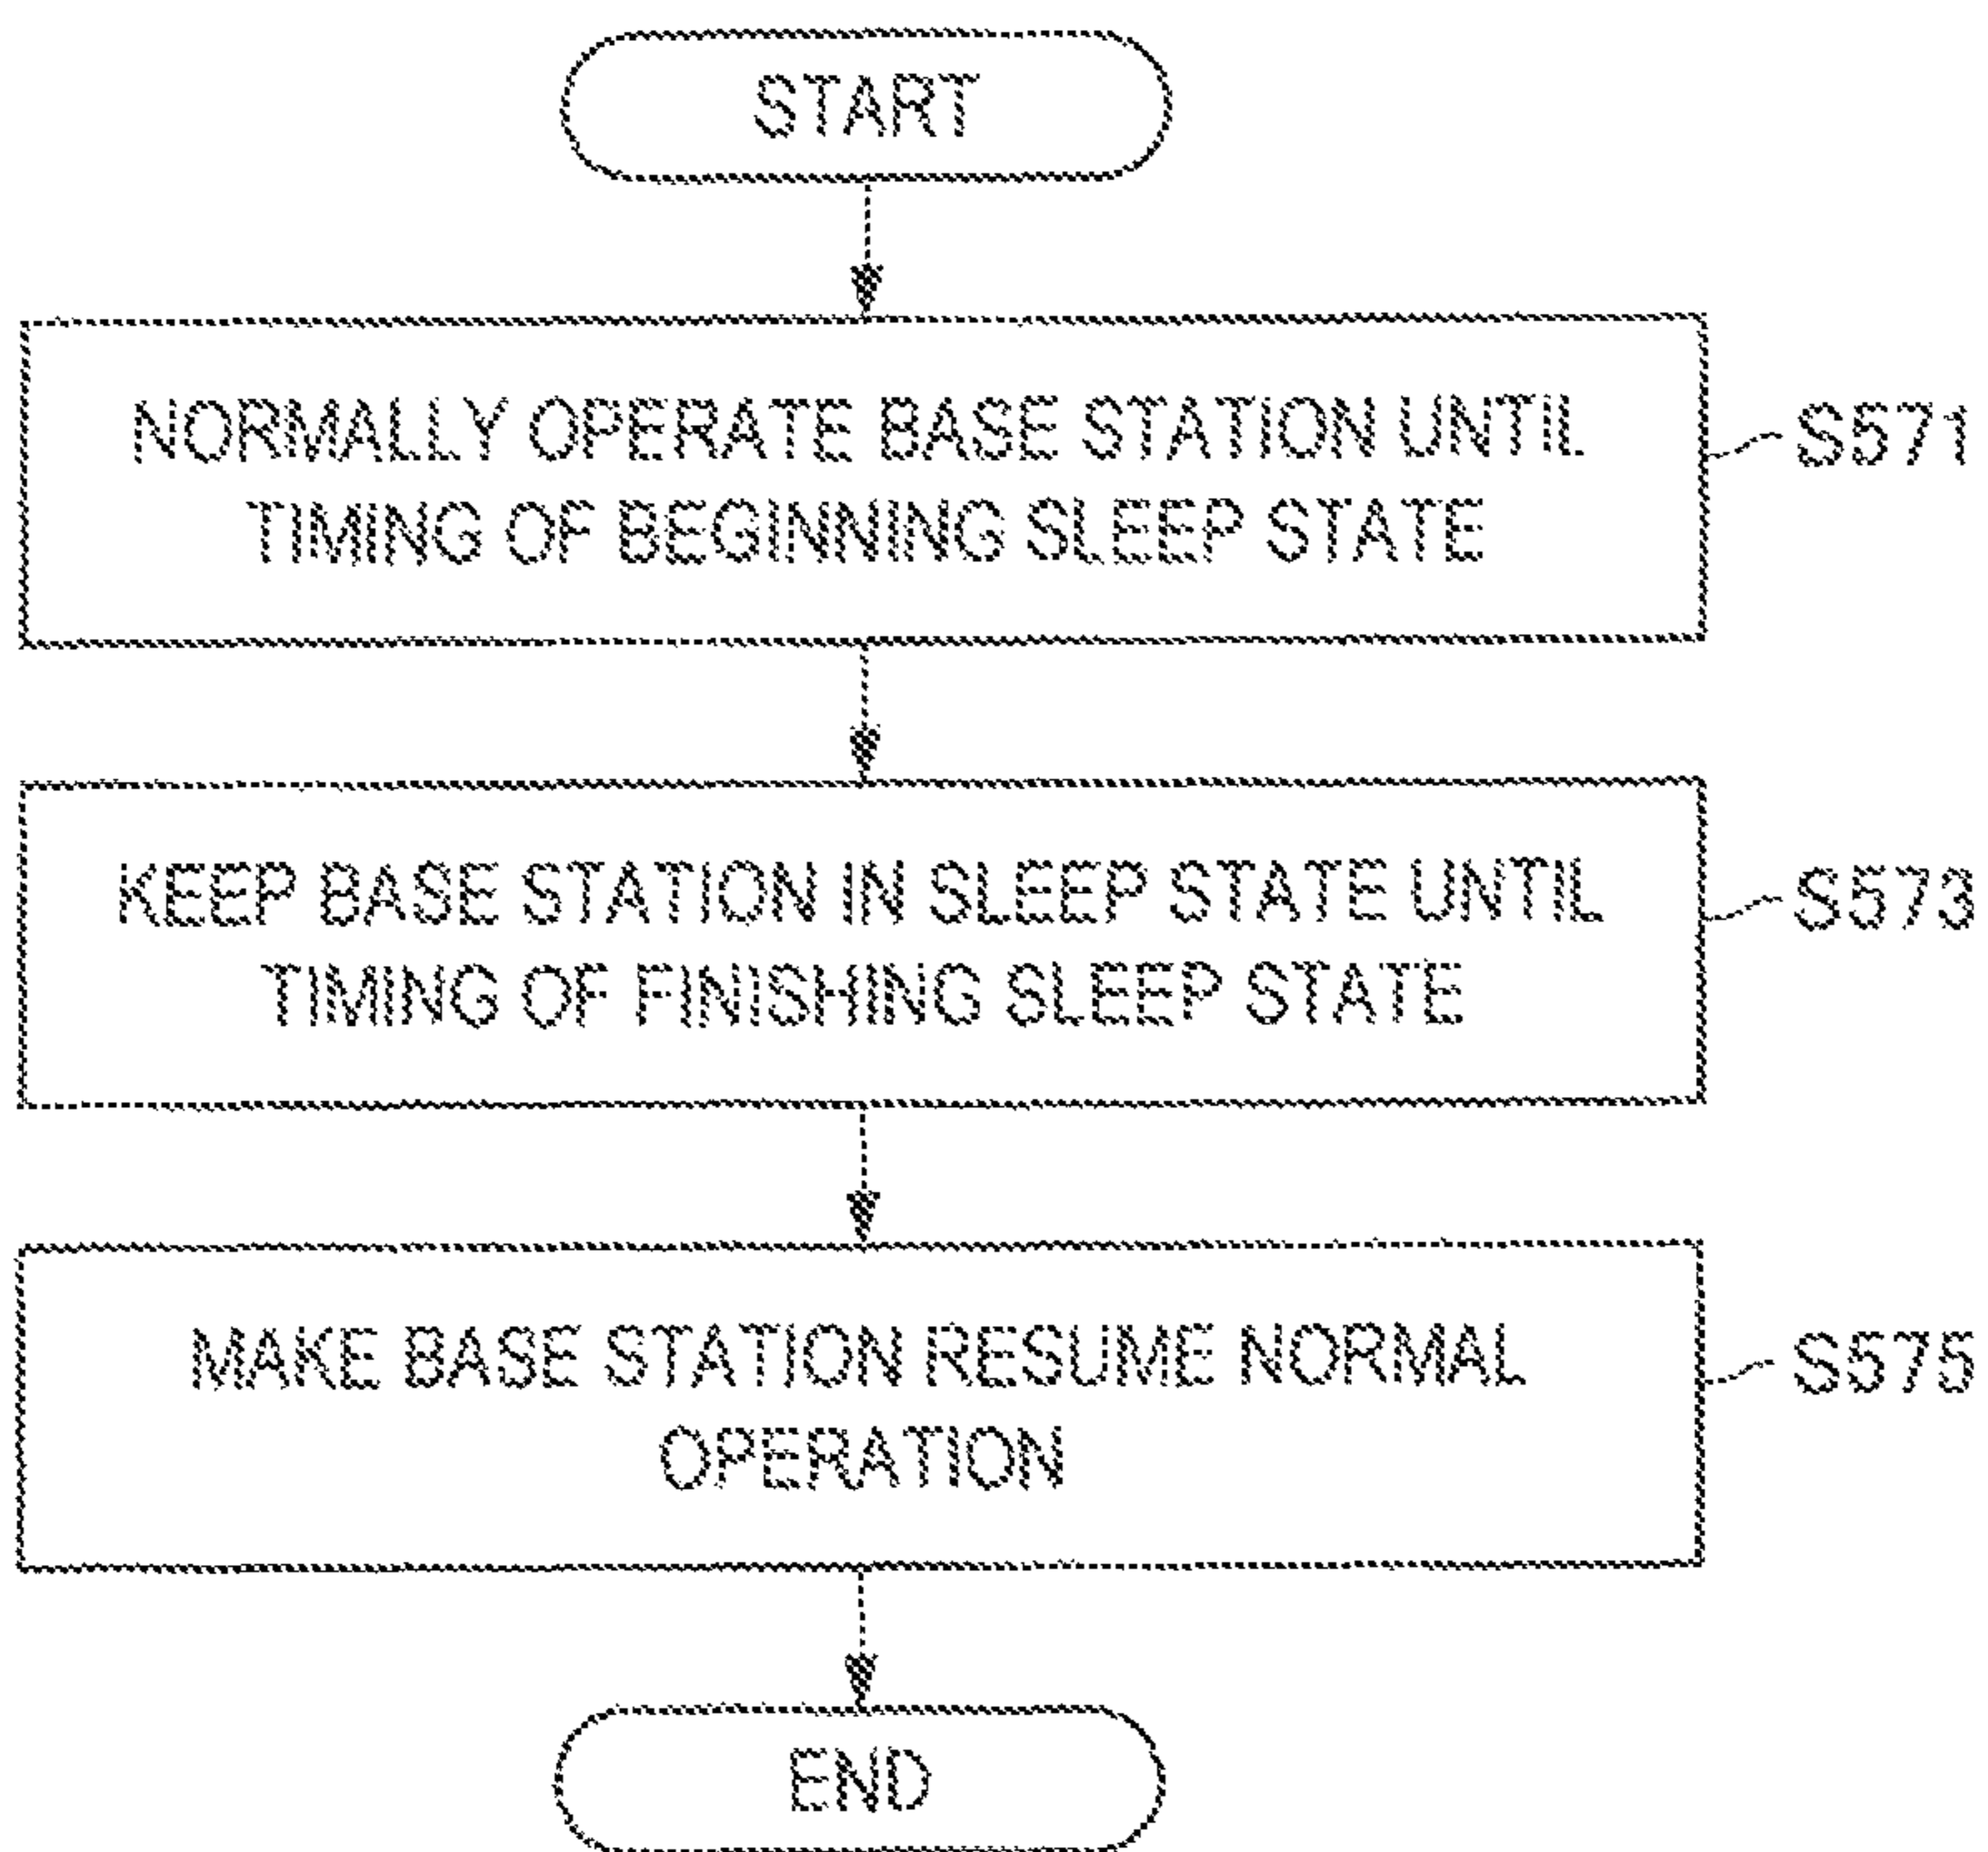 START
NORMALLY OPERATE BASE STATION UNTIL
TIMING OF BEGINNING SLEEP STATE
S571
KEEP BASE STATION IN SLEEP STATE UNTIL
TIMING OF FINISHING SLEEP STATE
S573
MAKE BASE STATION RESUME NORMAL
OPERATION
S575
END